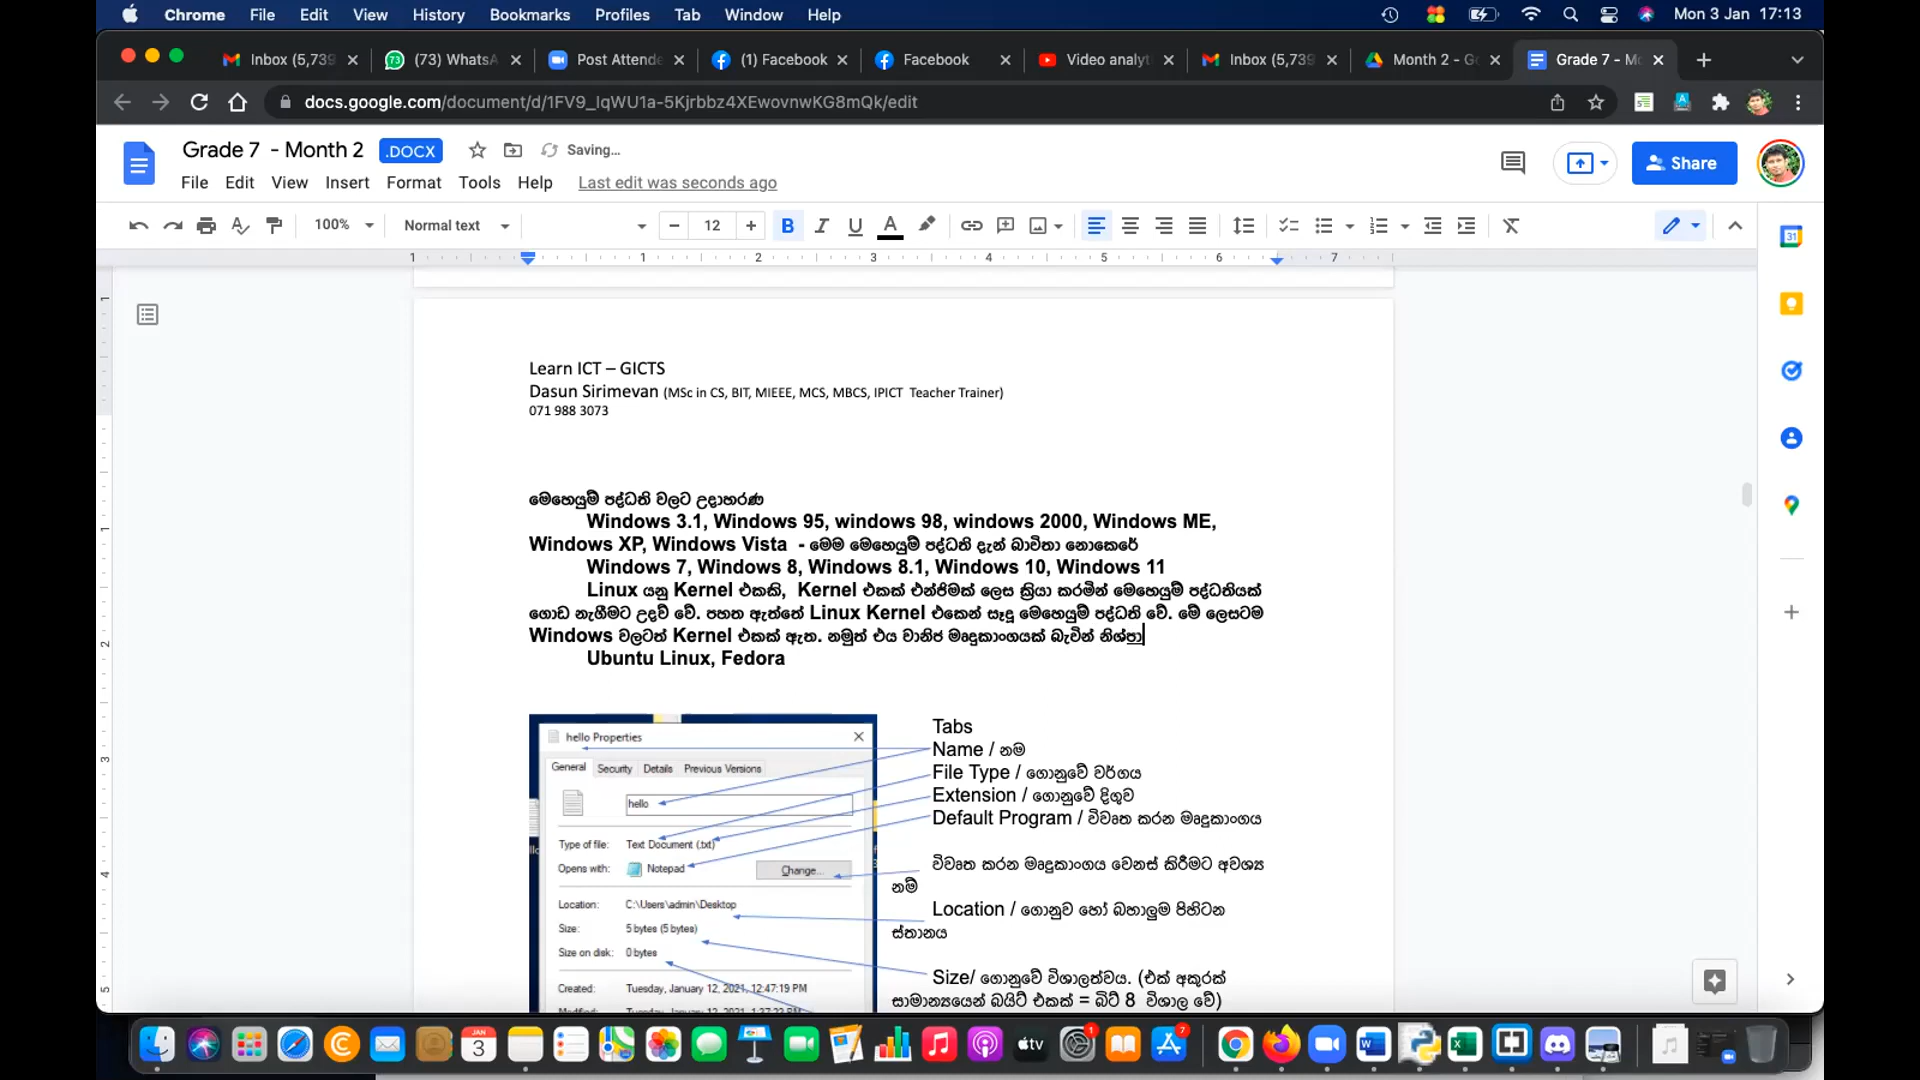 Chrome File Edit View History Bookmarks Profiles Tab Window Help Mon 3 Jan 17:13
Inbox (5,739 (73) WhatsA Post Attende (1) Facebook Facebook Video analyt Inbox (5,739 Month 2 - Go Grade 7 - Mo
docs.google.com/document/d/1FV9_IqWU1a-5Kjrbbz4XEwovnwKG8mQk/edit
Grade 7 - Month 2 .DOCX Saving…
File Edit View Insert Format Tools Help Last edit was seconds ago
Share
100% Normal text 12
1 1 2 3 4 5 6 7
Learn ICT – GICTS
Dasun Sirimevan (MSc in CS, BIT, MIEEE, MCS, MBCS, IPICT Teacher Trainer)
071 988 3073
මෙහෙයුම් පද්ධති වලට උදාහරණ
Windows 3.1, Windows 95, windows 98, windows 2000, Windows ME,
Windows XP, Windows Vista - මෙම මෙහෙයුම් පද්ධති දැන් බාවිතා නොකෙරේ
Windows 7, Windows 8, Windows 8.1, Windows 10, Windows 11
Linux යනු Kernel එකකි, Kernel එකක් එන්ජිමක් ලෙස ක්‍රියා කරමින් මෙහෙයුම් පද්ධතියක්
ගොඩ නැගීමට උදව් වේ. පහත ඇත්තේ Linux Kernel එකෙන් සෑදූ මෙහෙයුම් පද්ධති වේ. මේ ලෙසටම
Windows වලටත් Kernel එකක් ඇත. නමුත් එය වානිජ මෘදුකාංගයක් බැවින් නිශ්පා
Ubuntu Linux, Fedora
hello Properties
General Security Details Previous Versions
hello
Type of file: Text Document (.txt)
Opens with: Notepad Change...
Location: C:\Users\admin\Desktop
Size: 5 bytes (5 bytes)
Size on disk: 0 bytes
Created: Tuesday, January 12, 2021, 12:47:19 PM
Tabs
Name / නම
File Type / ගොනුවේ වර්ගය
Extension / ගොනුවේ දිගුව
Default Program / විවෘත කරන මෘදුකාංගය
විවෘත කරන මෘදුකාංගය වෙනස් කිරීමට අවශ්‍ය
නම්
Location / ගොනුව හෝ බහාලුම පිහිටන
ස්තානය
Size/ ගොනුවේ විශාලත්වය. (එක් අකුරක්
සාමාන්‍යයෙන් බයිට් එකක් = බිට් 8 විශාල වේ)